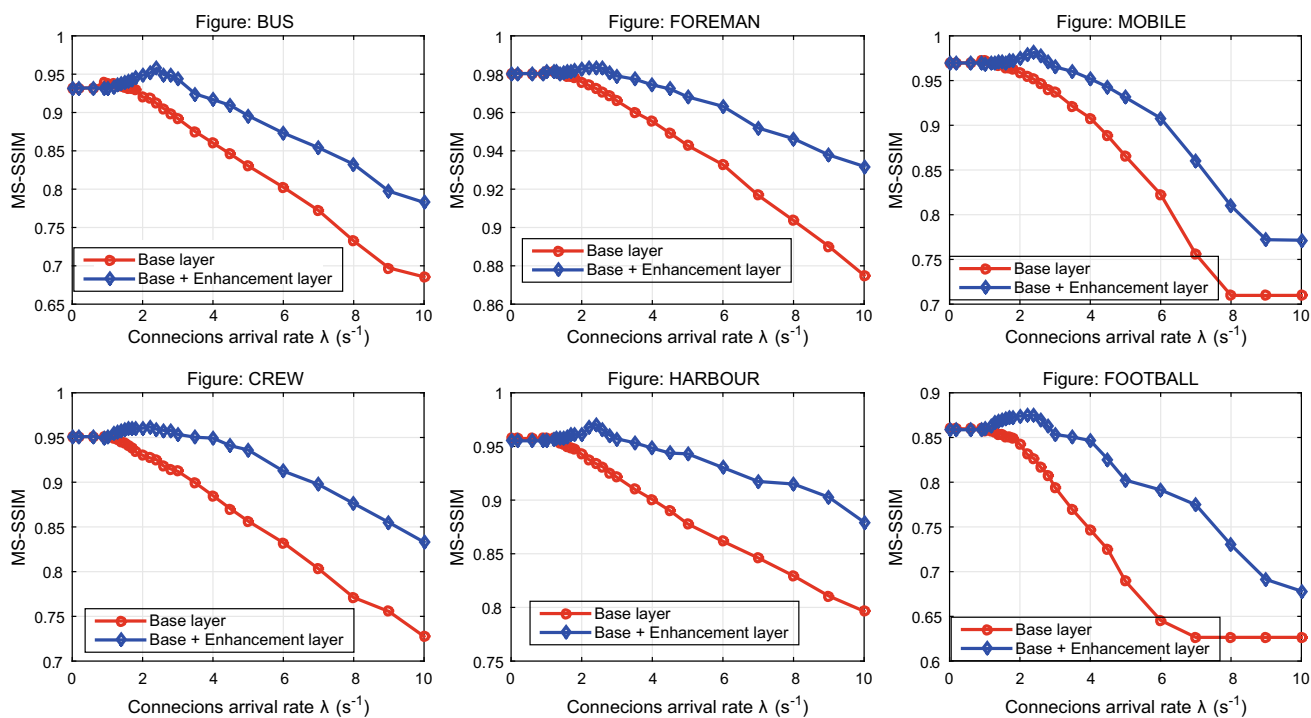 Figure: BUS
1
0.95
0.9
0.85
0.8
0.75
0.7
0.65
MS-SSIM
Base layer
Base + Enhancement layer
0 2 4 6 8 10
Connecions arrival rate λ (s⁻¹)
Figure: FOREMAN
1
0.98
0.96
0.94
0.92
0.9
0.88
0.86
MS-SSIM
Base layer
Base + Enhancement layer
0 2 4 6 8 10
Connecions arrival rate λ (s⁻¹)
Figure: MOBILE
1
0.95
0.9
0.85
0.8
0.75
0.7
MS-SSIM
Base layer
Base + Enhancement layer
0 2 4 6 8 10
Connecions arrival rate λ (s⁻¹)
Figure: CREW
1
0.95
0.9
0.85
0.8
0.75
0.7
MS-SSIM
Base layer
Base + Enhancement layer
0 2 4 6 8 10
Connecions arrival rate λ (s⁻¹)
Figure: HARBOUR
1
0.95
0.9
0.85
0.8
0.75
MS-SSIM
Base layer
Base + Enhancement layer
0 2 4 6 8 10
Connecions arrival rate λ (s⁻¹)
Figure: FOOTBALL
0.9
0.85
0.8
0.75
0.7
0.65
0.6
MS-SSIM
Base layer
Base + Enhancement layer
0 2 4 6 8 10
Connecions arrival rate λ (s⁻¹)